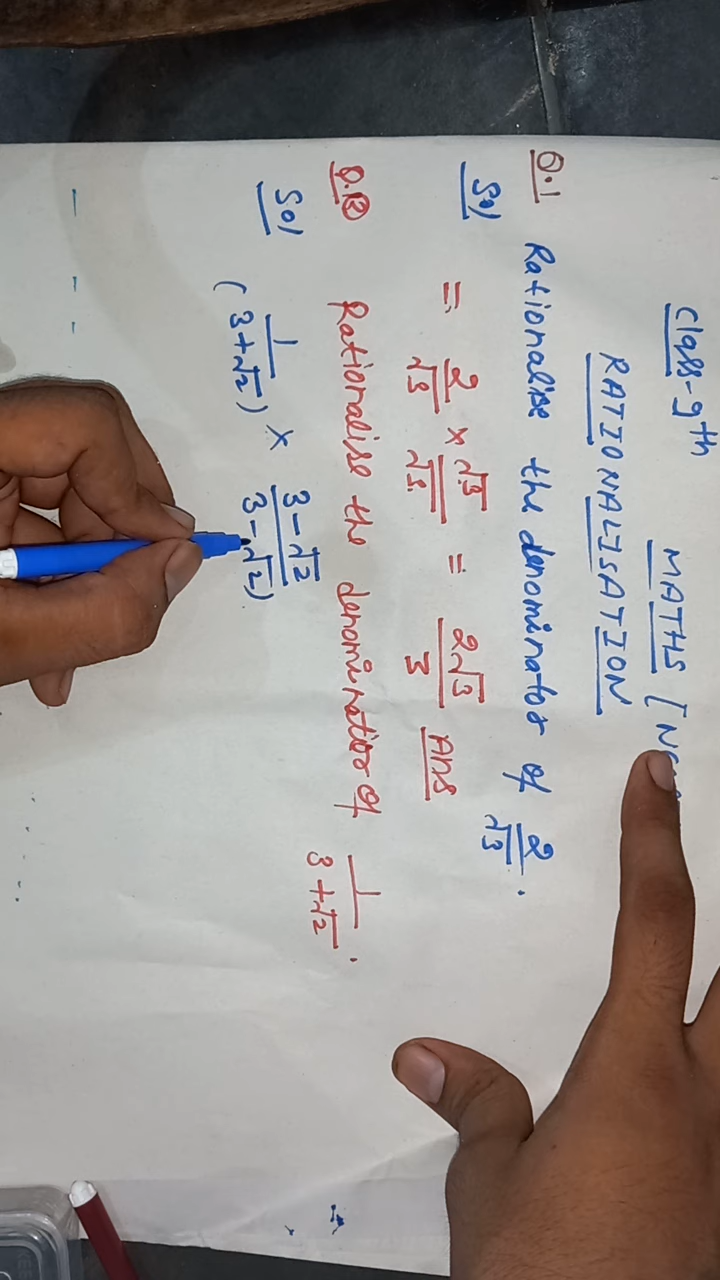 Class-9th MATHS [NC
RATIONALISATION
Q.1 Rationalise the denominator of 2/√3.
Sol = 2/√3 × √3/√3 = 2√3/3 Ans
Rationalise the denominator of 1/3+√2.
Sol (1/3+√2) × 3-√2/3-√2)